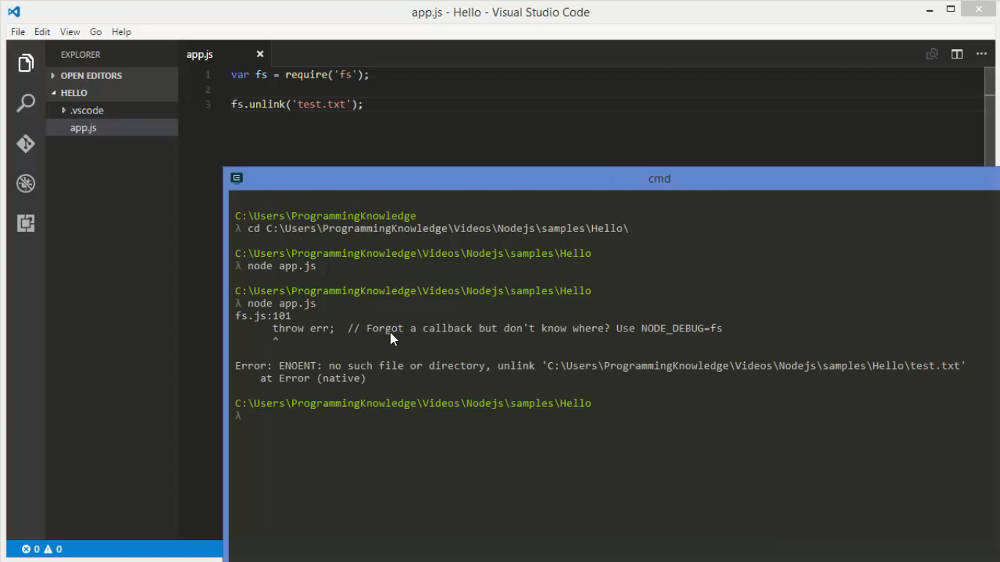 app.js - Hello - Visual Studio Code
File Edit View Go Help
EXPLORER
OPEN EDITORS
HELLO
.vscode
app.js
app.js
1 var fs = require('fs');
2
3 fs.unlink('test.txt');
cmd
C:\Users\ProgrammingKnowledge
λ cd C:\Users\ProgrammingKnowledge\Videos\Nodejs\samples\Hello\
C:\Users\ProgrammingKnowledge\Videos\Nodejs\samples\Hello
λ node app.js
C:\Users\ProgrammingKnowledge\Videos\Nodejs\samples\Hello
λ node app.js
fs.js:101
throw err;  // Forgot a callback but don't know where? Use NODE_DEBUG=fs
^
Error: ENOENT: no such file or directory, unlink 'C:\Users\ProgrammingKnowledge\Videos\Nodejs\samples\Hello\test.txt'
at Error (native)
C:\Users\ProgrammingKnowledge\Videos\Nodejs\samples\Hello
λ
0 0